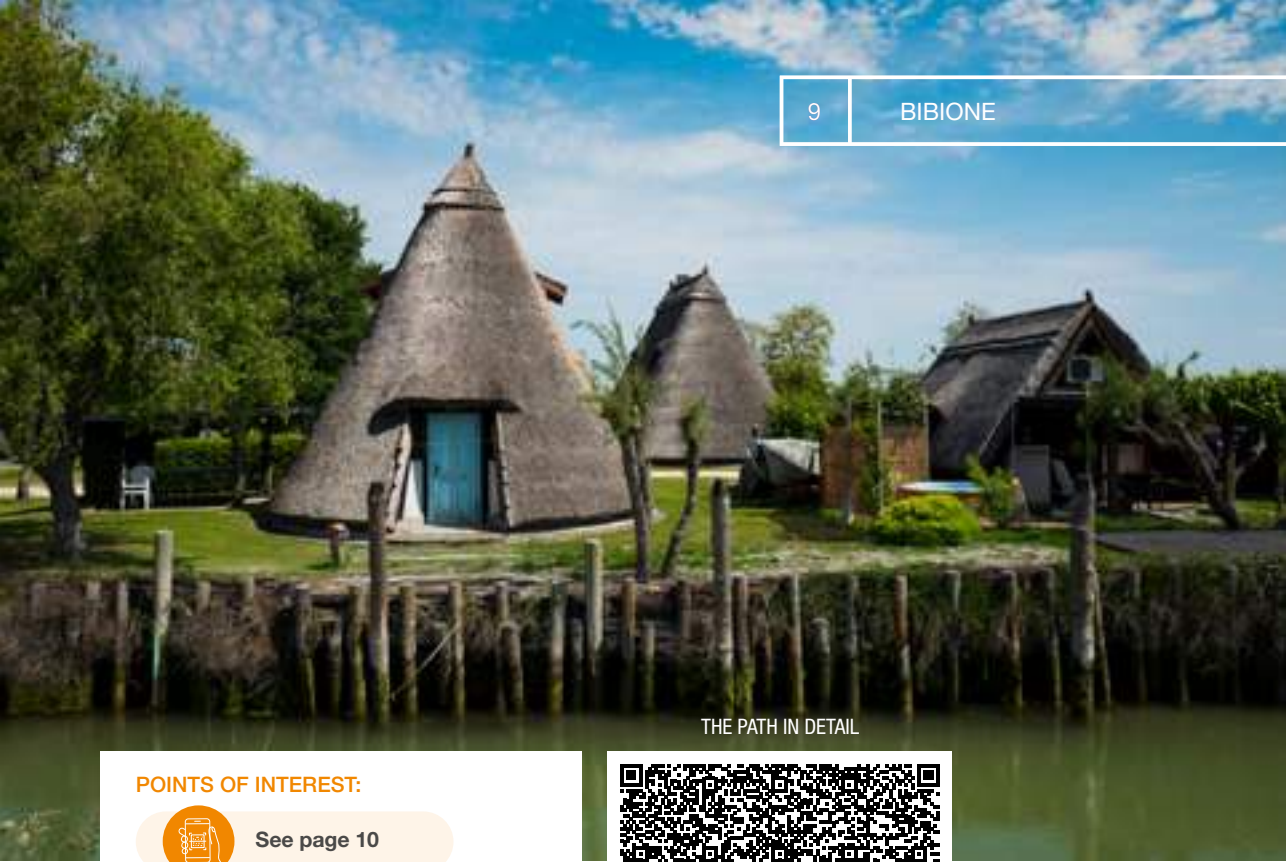 9 BIBIONE
THE PATH IN DETAIL
POINTS OF INTEREST:
See page 10